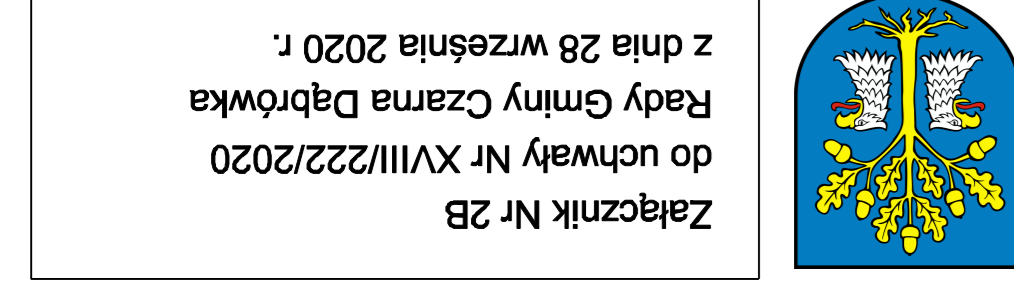 Załącznik Nr 2B
do uchwały Nr XVIII/222/2020
Rady Gminy Czarna Dąbrówka
z dnia 28 września 2020 r.